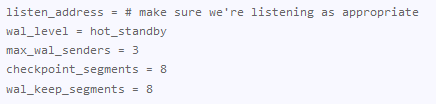 listen_address = # make sure we're listening as appropriate
wal_level = hot_standby
max_wal_senders = 3
checkpoint_segments = 8
wal_keep_segments = 8